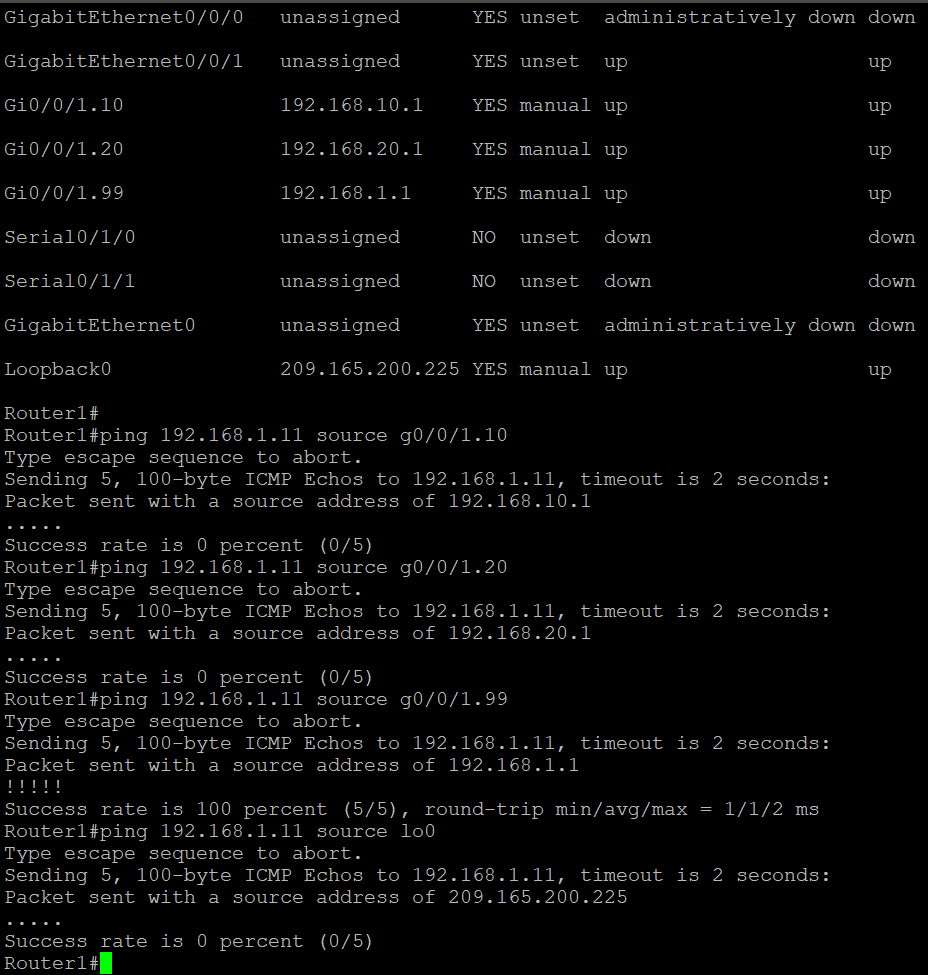 GigabitEthernet0/0/0   unassigned      YES unset  administratively down down
GigabitEthernet0/0/1   unassigned      YES unset  up                    up
Gi0/0/1.10             192.168.10.1    YES manual up                    up
Gi0/0/1.20             192.168.20.1    YES manual up                    up
Gi0/0/1.99             192.168.1.1     YES manual up                    up
Serial0/1/0            unassigned      NO  unset  down                  down
Serial0/1/1            unassigned      NO  unset  down                  down
GigabitEthernet0       unassigned      YES unset  administratively down down
Loopback0              209.165.200.225 YES manual up                    up
Router1#
Router1#ping 192.168.1.11 source g0/0/1.10
Type escape sequence to abort.
Sending 5, 100-byte ICMP Echos to 192.168.1.11, timeout is 2 seconds:
Packet sent with a source address of 192.168.10.1
.....
Success rate is 0 percent (0/5)
Router1#ping 192.168.1.11 source g0/0/1.20
Type escape sequence to abort.
Sending 5, 100-byte ICMP Echos to 192.168.1.11, timeout is 2 seconds:
Packet sent with a source address of 192.168.20.1
.....
Success rate is 0 percent (0/5)
Router1#ping 192.168.1.11 source g0/0/1.99
Type escape sequence to abort.
Sending 5, 100-byte ICMP Echos to 192.168.1.11, timeout is 2 seconds:
Packet sent with a source address of 192.168.1.1
!!!!!
Success rate is 100 percent (5/5), round-trip min/avg/max = 1/1/2 ms
Router1#ping 192.168.1.11 source lo0
Type escape sequence to abort.
Sending 5, 100-byte ICMP Echos to 192.168.1.11, timeout is 2 seconds:
Packet sent with a source address of 209.165.200.225
.....
Success rate is 0 percent (0/5)
Router1#